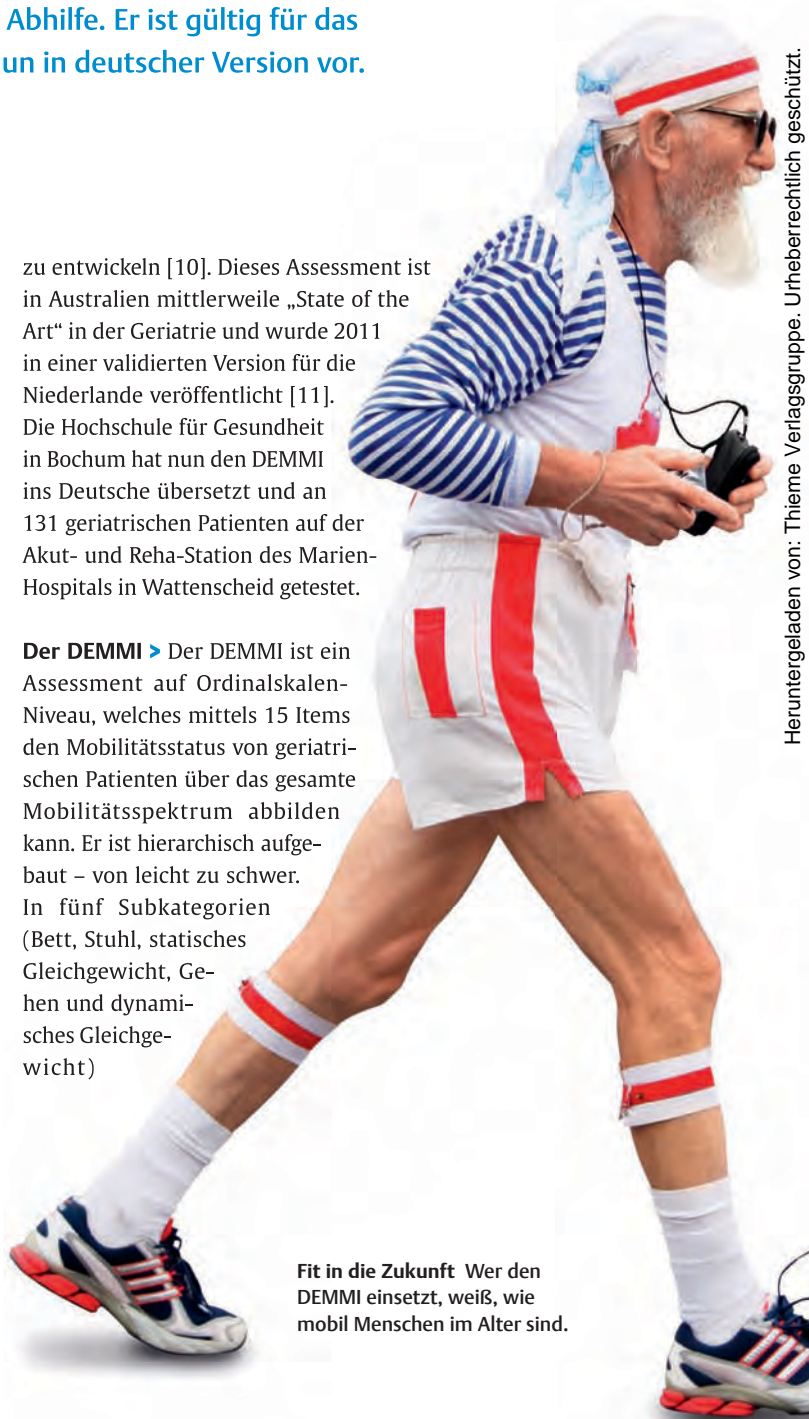 Abhilfe. Er ist gültig für das
un in deutscher Version vor.
zu entwickeln [10]. Dieses Assessment ist
in Australien mittlerweile „State of the
Art“ in der Geriatrie und wurde 2011
in einer validierten Version für die
Niederlande veröffentlicht [11].
Die Hochschule für Gesundheit
in Bochum hat nun den DEMMI
ins Deutsche übersetzt und an
131 geriatrischen Patienten auf der
Akut- und Reha-Station des Marien-
Hospitals in Wattenscheid getestet.
Der DEMMI > Der DEMMI ist ein
Assessment auf Ordinalskalen-
Niveau, welches mittels 15 Items
den Mobilitätsstatus von geriatri-
schen Patienten über das gesamte
Mobilitätsspektrum abbilden
kann. Er ist hierarchisch aufge-
baut – von leicht zu schwer.
In fünf Subkategorien
(Bett, Stuhl, statisches
Gleichgewicht, Ge-
hen und dynami-
sches Gleichge-
wicht)
Fit in die Zukunft Wer den
DEMMI einsetzt, weiß, wie
mobil Menschen im Alter sind.
Heruntergeladen von: Thieme Verlagsgruppe. Urheberrechtlich geschützt.